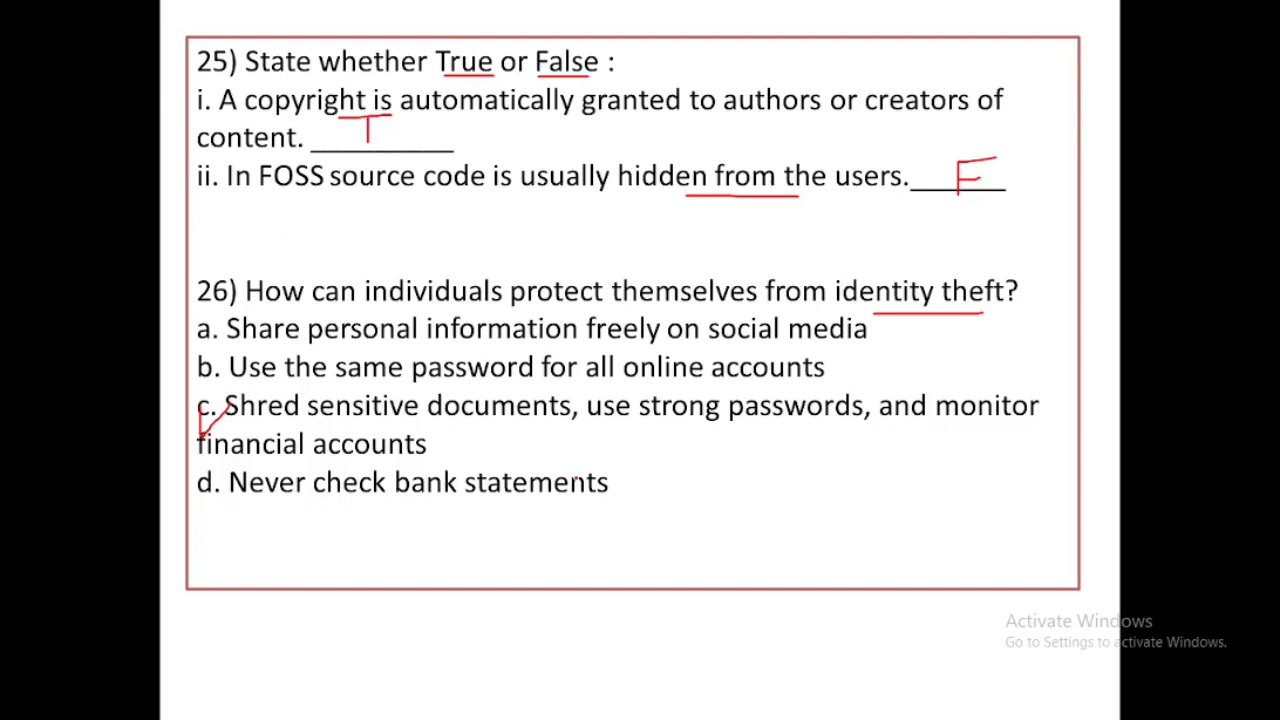 25) State whether True or False :
i. A copyright is automatically granted to authors or creators of
content. __________ T
ii. In FOSS source code is usually hidden from the users.______ F
26) How can individuals protect themselves from identity theft?
a. Share personal information freely on social media
b. Use the same password for all online accounts
c. Shred sensitive documents, use strong passwords, and monitor
financial accounts
d. Never check bank statements
Activate Windows
Go to Settings to activate Windows.